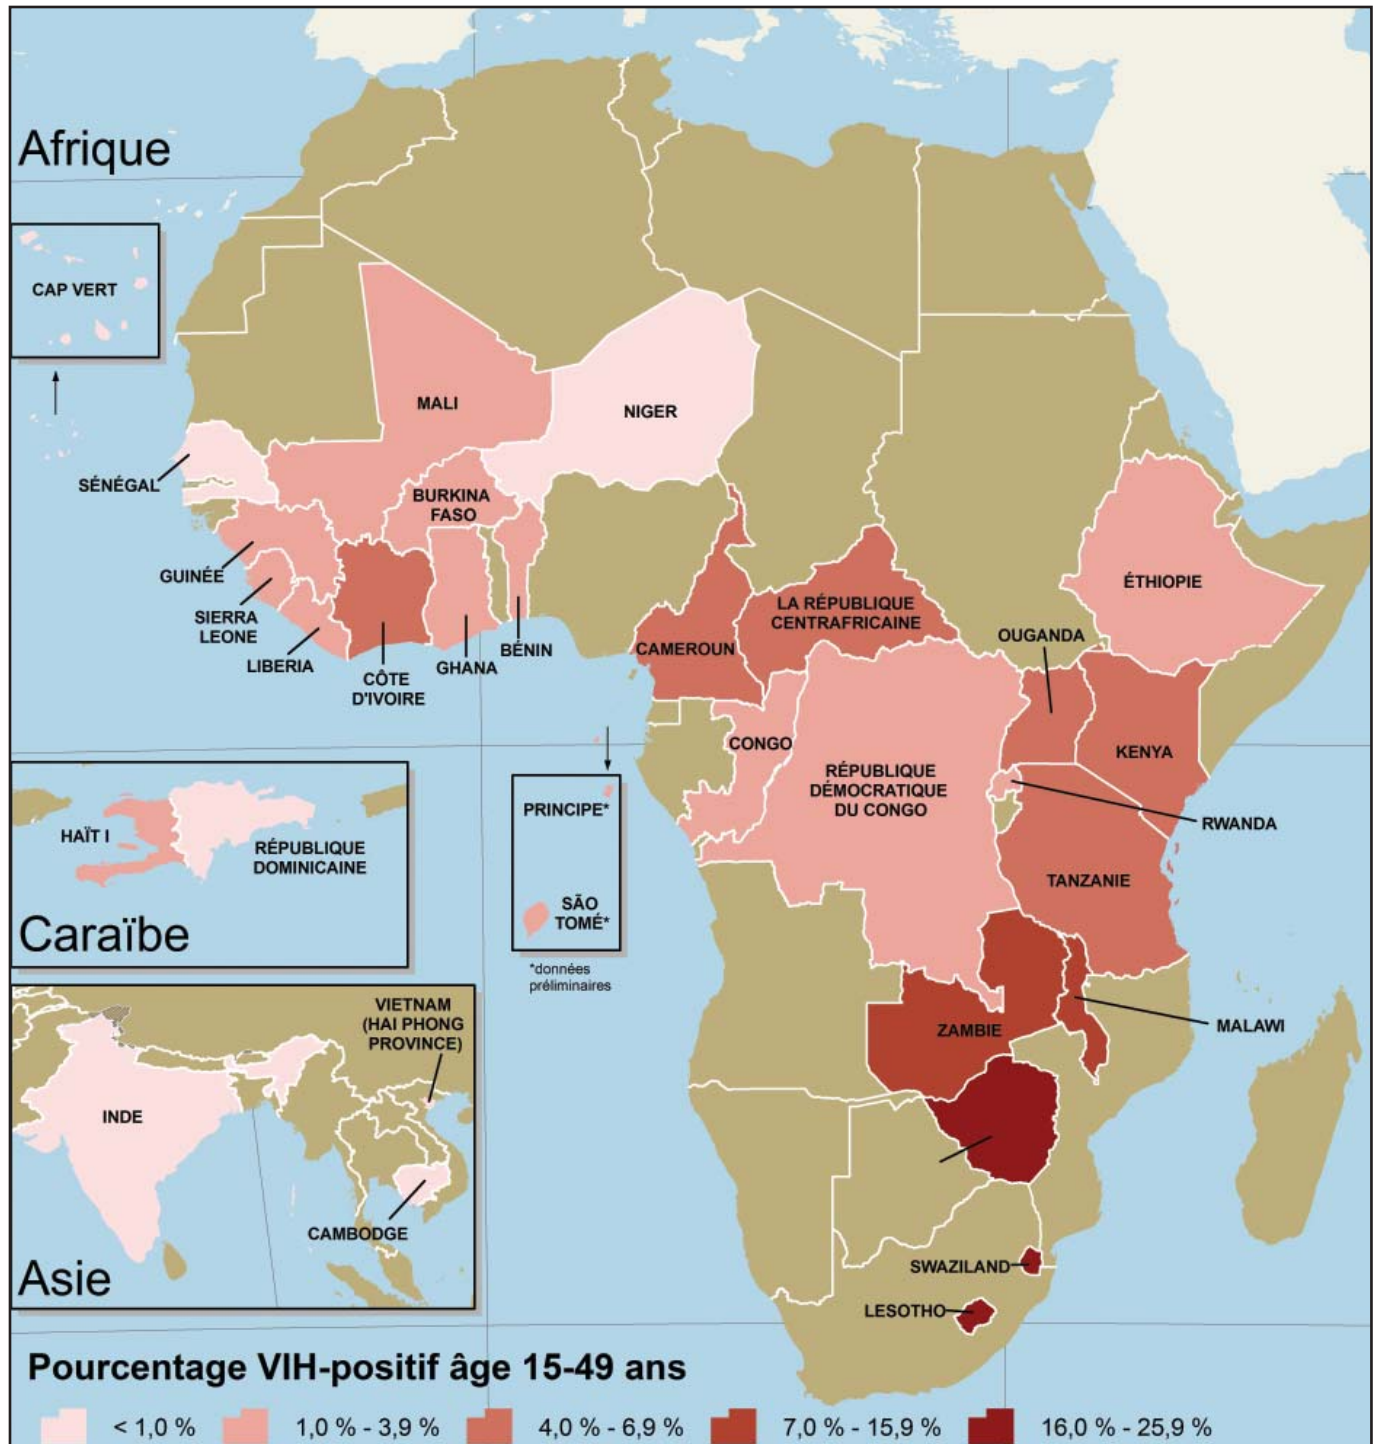 Afrique
CAP VERT
MALI
NIGER
SÉNÉGAL
BURKINA
FASO
GUINÉE
SIERRA
LEONE
LIBERIA
CÔTE
D'IVOIRE
GHANA
BÉNIN
CAMEROUN
LA RÉPUBLIQUE
CENTRAFRICAINE
ÉTHIOPIE
OUGANDA
KENYA
CONGO
RÉPUBLIQUE
DÉMOCRATIQUE
DU CONGO
RWANDA
TANZANIE
PRINCIPE*
SÃO
TOMÉ*
*données
préliminaires
HAÏT I
RÉPUBLIQUE
DOMINICAINE
Caraïbe
VIETNAM
(HAI PHONG
PROVINCE)
INDE
CAMBODGE
Asie
ZAMBIE
MALAWI
SWAZILAND
LESOTHO
Pourcentage VIH-positif âge 15-49 ans
< 1,0 % 1,0 % - 3,9 % 4,0 % - 6,9 % 7,0 % - 15,9 % 16,0 % - 25,9 %